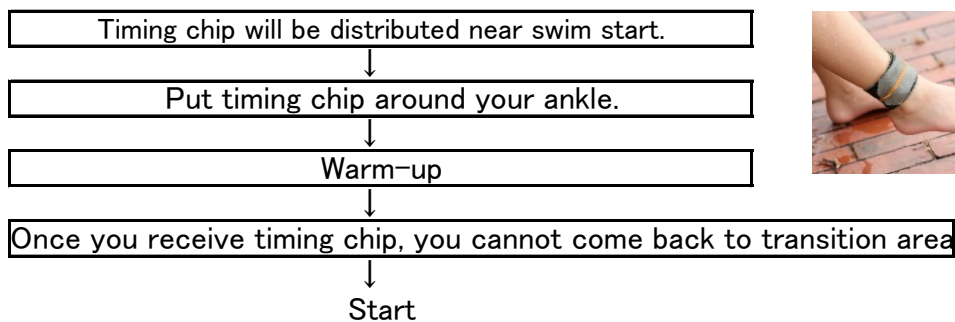 Timing chip will be distributed near swim start.
Put timing chip around your ankle.
Warm-up
Once you receive timing chip, you cannot come back to transition area
Start